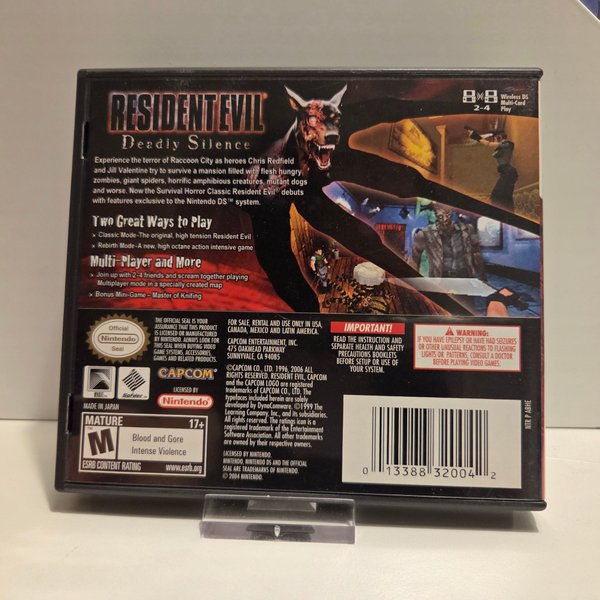 RESIDENT EVIL
Deadly Silence
2-4
Wireless DS
Multi-Card
Play
Experience the terror of Raccoon City as heroes Chris Redfield
and Jill Valentine try to survive a mansion filled with flesh hungry
zombies, giant spiders, horrific amphibious creatures, mutant dogs
and worse. Now the Survival Horror Classic Resident Evil® debuts
with features exclusive to the Nintendo DS™ system.
Two Great Ways to Play
• Classic Mode-The original, high tension Resident Evil
• Rebirth Mode-A new, high octane action intensive game
Multi-Player and More
• Join up with 2-4 friends and scream together playing
Multiplayer mode in a specially created map
• Bonus Mini-Game – Master of Knifing
Official
Nintendo
Seal
THE OFFICIAL SEAL IS YOUR
ASSURANCE THAT THIS PRODUCT
IS LICENSED OR MANUFACTURED
BY NINTENDO. ALWAYS LOOK FOR
THIS SEAL WHEN BUYING VIDEO
GAME SYSTEMS, ACCESSORIES,
GAMES AND RELATED PRODUCTS.
MADE IN JAPAN
CAPCOM®
LICENSED BY
Nintendo
MATURE 17+
M
Blood and Gore
Intense Violence
ESRB CONTENT RATING www.esrb.org
FOR SALE, RENTAL AND USE ONLY IN USA,
CANADA, MEXICO AND LATIN AMERICA.
CAPCOM ENTERTAINMENT, INC.
475 OAKMEAD PARKWAY
SUNNYVALE, CA 94085
©CAPCOM CO., LTD. 1996, 2006 ALL
RIGHTS RESERVED. RESIDENT EVIL, CAPCOM
and the CAPCOM LOGO are registered
trademarks of CAPCOM CO., LTD. The
typefaces included herein are solely
developed by DynaComware. ©1999 The
Learning Company, Inc., and its subsidiaries.
All rights reserved. The ratings icon is a
registered trademark of the Entertainment
Software Association. All other trademarks
are owned by their respective owners.
LICENSED BY NINTENDO.
NINTENDO, NINTENDO DS AND THE OFFICIAL
SEAL ARE TRADEMARKS OF NINTENDO.
© 2004 NINTENDO.
IMPORTANT!
READ THE INSTRUCTION
AND HEALTH AND SAFETY
PRECAUTIONS BOOKLETS
BEFORE SETUP OR USE OF
YOUR SYSTEM.
WARNING:
IF YOU HAVE EPILEPSY OR HAVE HAD SEIZURES
OR OTHER UNUSUAL REACTIONS TO FLASHING
LIGHTS OR PATTERNS, CONSULT A DOCTOR
BEFORE PLAYING VIDEO GAMES.
NTR P ABHE
0 13388 32004 2